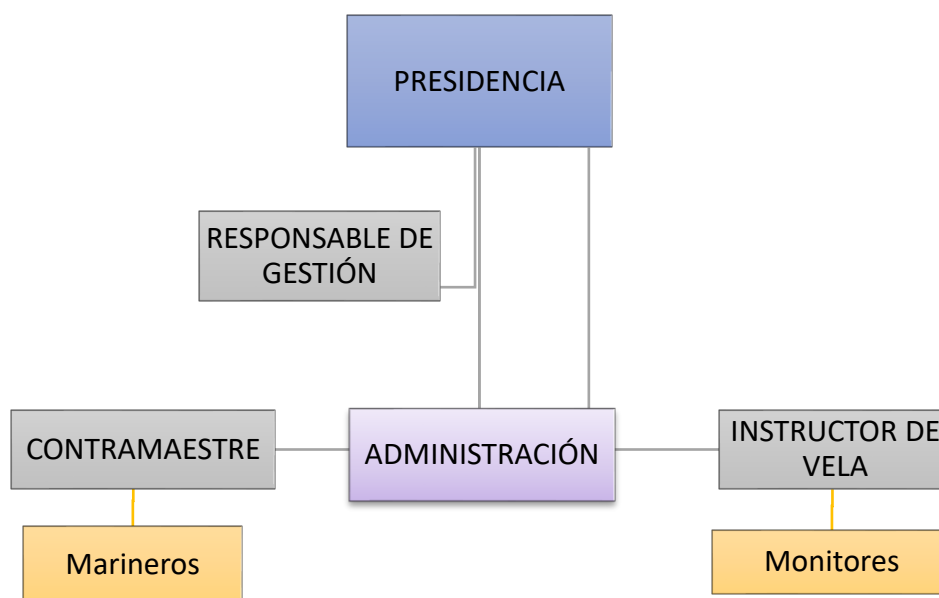 PRESIDENCIA
RESPONSABLE DE
GESTIÓN
CONTRAMAESTRE
ADMINISTRACIÓN
INSTRUCTOR DE
VELA
Marineros
Monitores